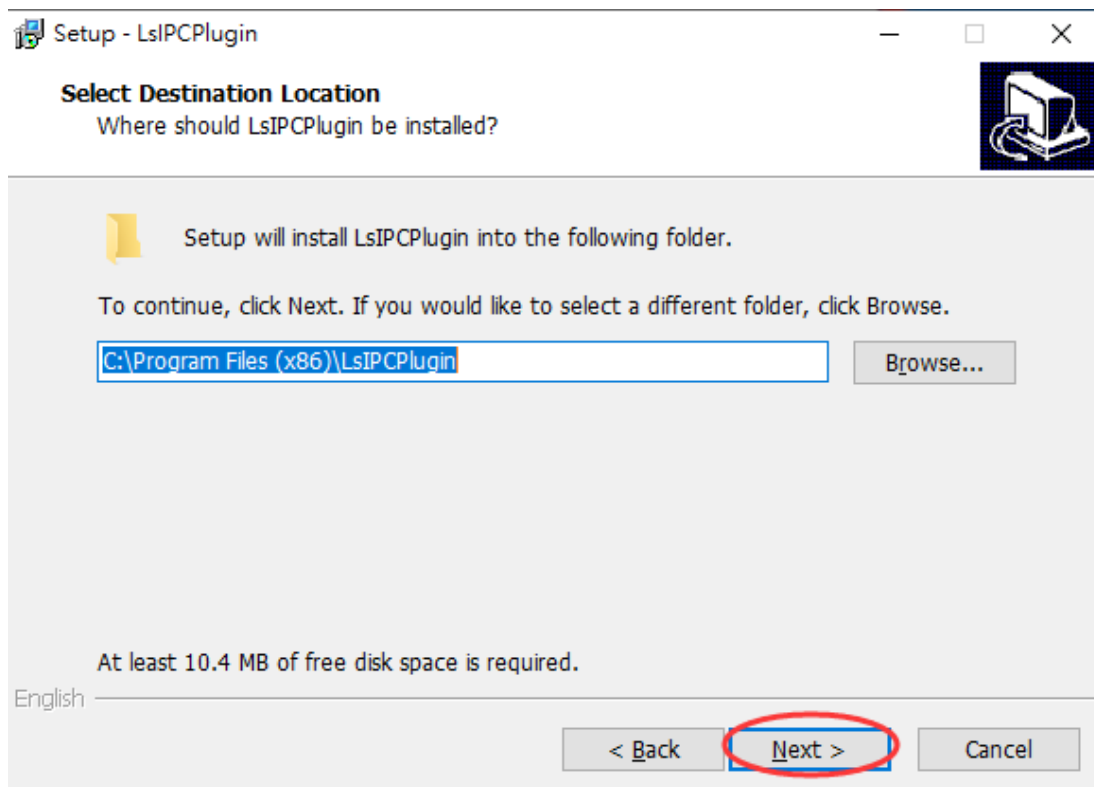 Setup - LsIPCPlugin
Select Destination Location
Where should LsIPCPlugin be installed?
Setup will install LsIPCPlugin into the following folder.
To continue, click Next. If you would like to select a different folder, click Browse.
C:\Program Files (x86)\LsIPCPlugin
Browse...
At least 10.4 MB of free disk space is required.
English
< Back
Next >
Cancel